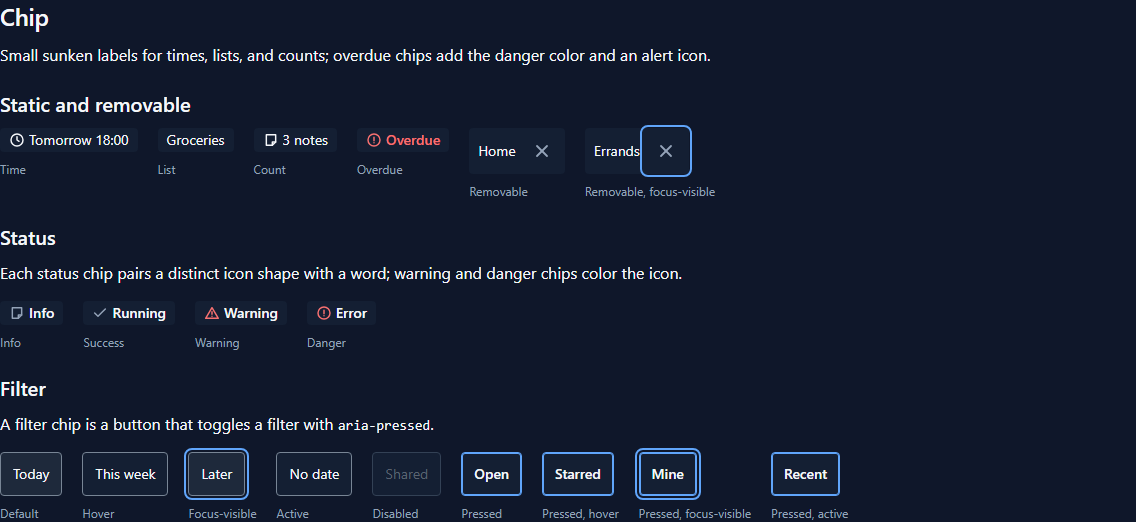 Chip
Small sunken labels for times, lists, and counts; overdue chips add the danger color and an alert icon.
Static and removable
Tomorrow 18:00 Groceries 3 notes Overdue Home Errands
Time List Count Overdue Removable Removable, focus-visible
Status
Each status chip pairs a distinct icon shape with a word; warning and danger chips color the icon.
Info Running Warning Error
Info Success Warning Danger
Filter
A filter chip is a button that toggles a filter with aria-pressed.
Today This week Later No date Shared Open Starred Mine Recent
Default Hover Focus-visible Active Disabled Pressed Pressed, hover Pressed, focus-visible Pressed, active